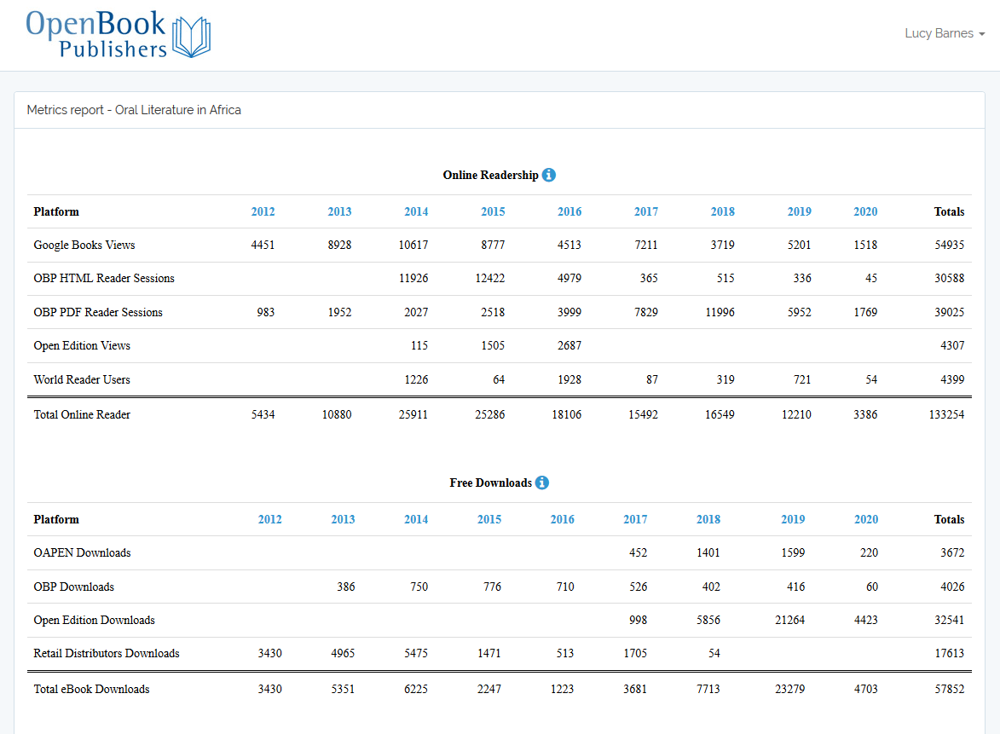 OpenBook
Publishers
Lucy Barnes
Metrics report - Oral Literature in Africa
Online Readership
Platform 2012 2013 2014 2015 2016 2017 2018 2019 2020 Totals
Google Books Views 4451 8928 10617 8777 4513 7211 3719 5201 1518 54935
OBP HTML Reader Sessions 11926 12422 4979 365 515 336 45 30588
OBP PDF Reader Sessions 983 1952 2027 2518 3999 7829 11996 5952 1769 39025
Open Edition Views 115 1505 2687 4307
World Reader Users 1226 64 1928 87 319 721 54 4399
Total Online Reader 5434 10880 25911 25286 18106 15492 16549 12210 3386 133254
Free Downloads
Platform 2012 2013 2014 2015 2016 2017 2018 2019 2020 Totals
OAPEN Downloads 452 1401 1599 220 3672
OBP Downloads 386 750 776 710 526 402 416 60 4026
Open Edition Downloads 998 5856 21264 4423 32541
Retail Distributors Downloads 3430 4965 5475 1471 513 1705 54 17613
Total eBook Downloads 3430 5351 6225 2247 1223 3681 7713 23279 4703 57852